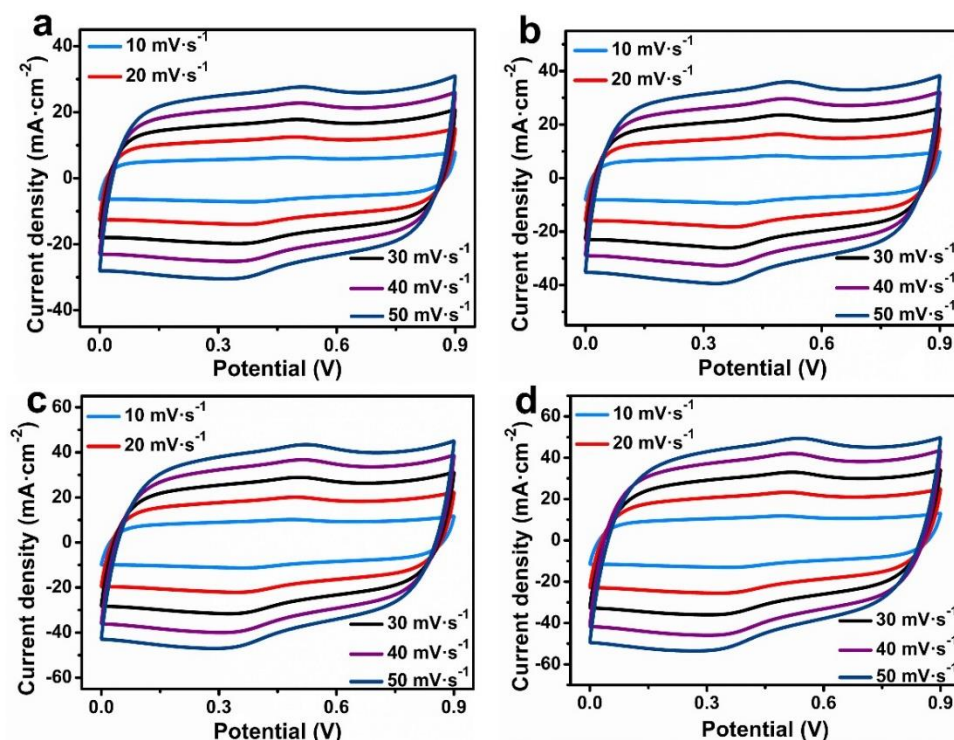 a
10 mV·s⁻¹
20 mV·s⁻¹
30 mV·s⁻¹
40 mV·s⁻¹
50 mV·s⁻¹
Current density (mA·cm⁻²)
40
20
0
-20
-40
0.0
0.3
0.6
0.9
Potential (V)
b
10 mV·s⁻¹
20 mV·s⁻¹
30 mV·s⁻¹
40 mV·s⁻¹
50 mV·s⁻¹
Current density (mA·cm⁻²)
40
20
0
-20
-40
0.0
0.3
0.6
0.9
Potential (V)
c
10 mV·s⁻¹
20 mV·s⁻¹
30 mV·s⁻¹
40 mV·s⁻¹
50 mV·s⁻¹
Current density (mA·cm⁻²)
60
40
20
0
-20
-40
-60
0.0
0.3
0.6
0.9
Potential (V)
d
10 mV·s⁻¹
20 mV·s⁻¹
30 mV·s⁻¹
40 mV·s⁻¹
50 mV·s⁻¹
Current density (mA·cm⁻²)
60
40
20
0
-20
-40
-60
0.0
0.3
0.6
0.9
Potential (V)